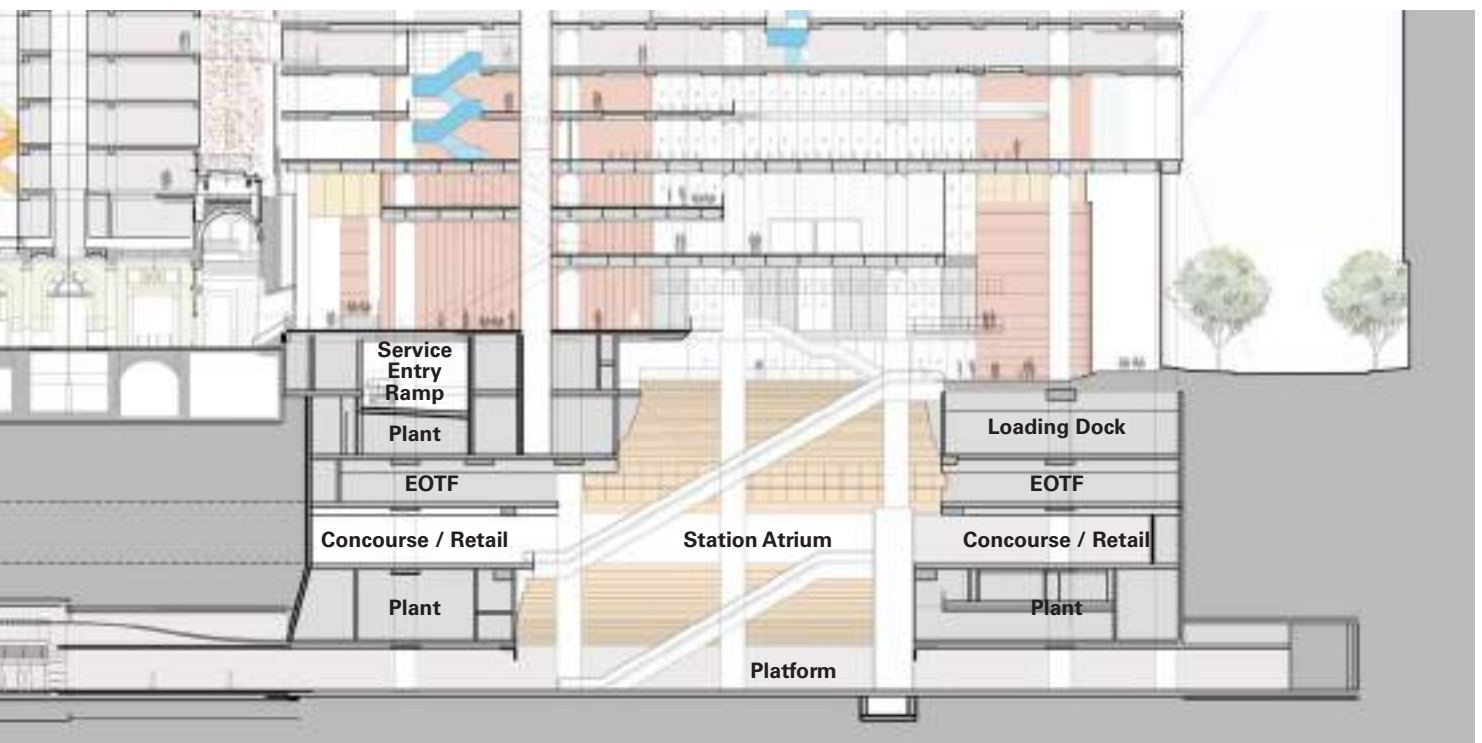 Service
Entry
Ramp
Plant
Loading Dock
EOTF
EOTF
Concourse / Retail
Station Atrium
Concourse / Retail
Plant
Plant
Platform